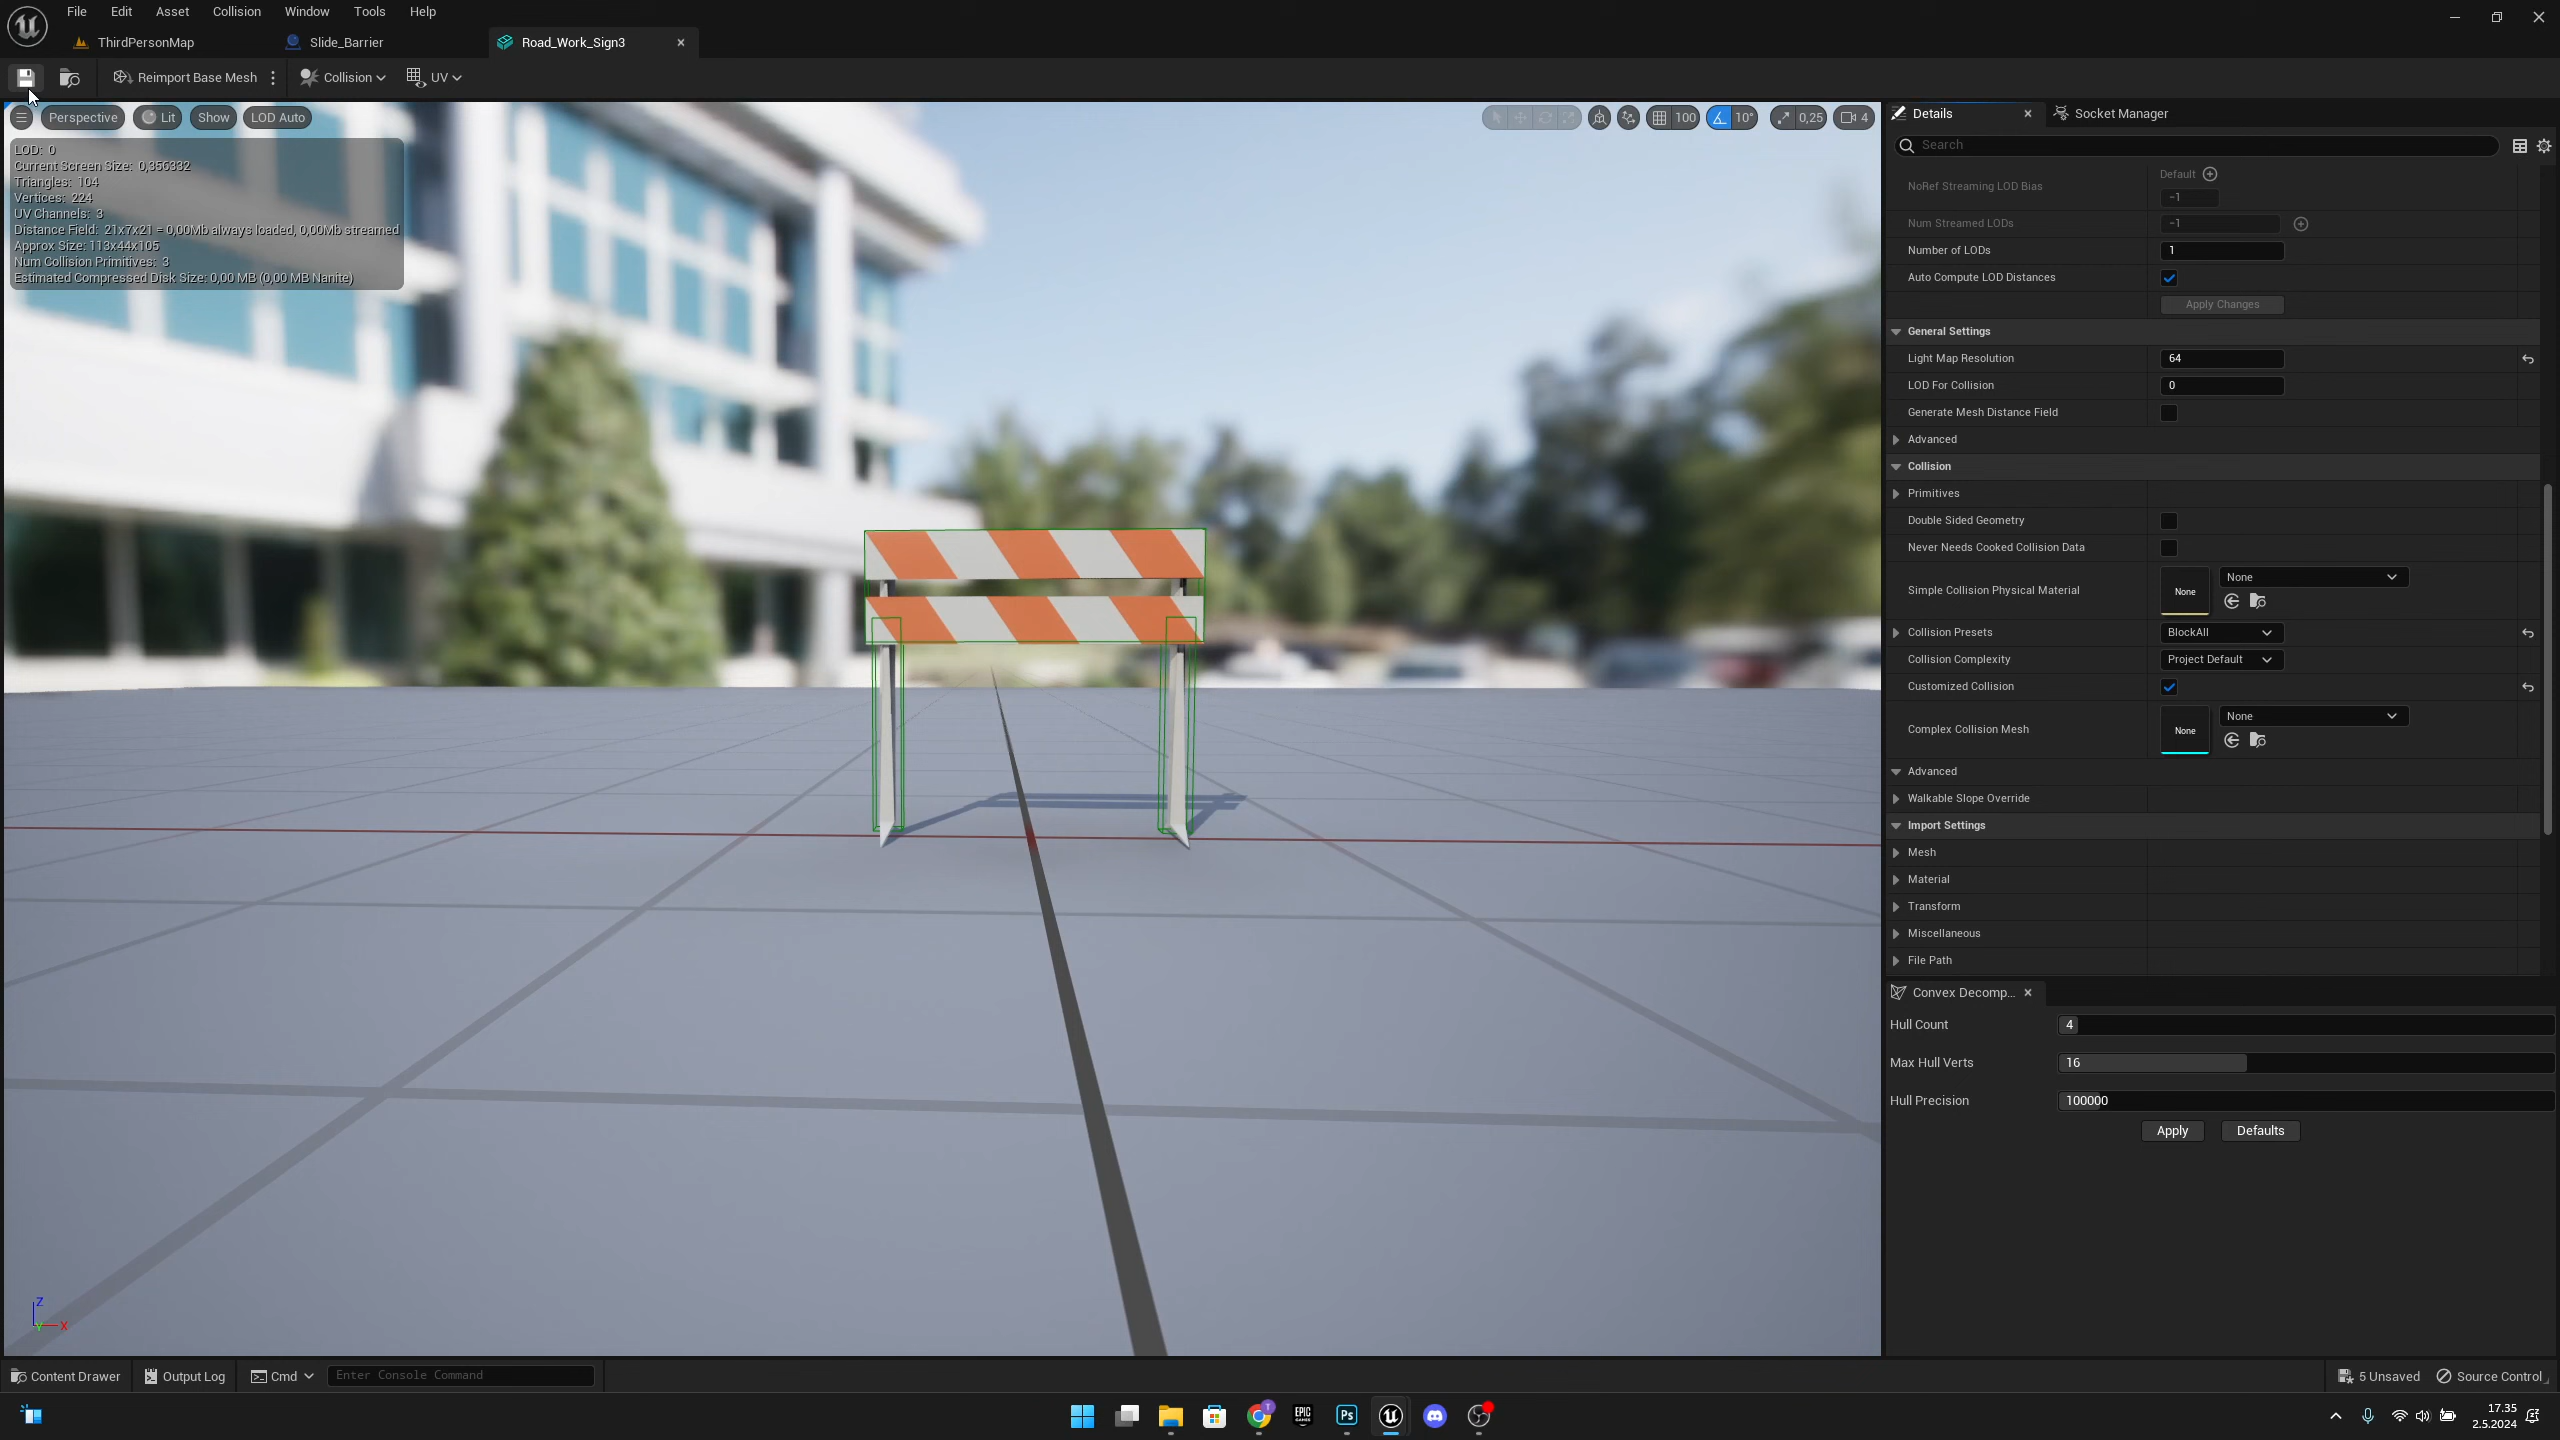 File Edit Asset Collision Window Tools Help
ThirdPersonMap Slide_Barrier Road_Work_Sign3
Reimport Base Mesh Collision UV
Perspective Lit Show LOD Auto 100 10° 0,25 4
LOD: 0
Current Screen Size: 0,356332
Triangles: 104
Vertices: 224
UV Channels: 3
Distance Field: 21x7x21 = 0,00Mb always loaded, 0,00Mb streamed
Approx Size: 113x44x105
Num Collision Primitives: 3
Estimated Compressed Disk Size: 0,00 MB (0,00 MB Nanite)
Z
Y X
Details Socket Manager
Search
Default
NoRef Streaming LOD Bias
-1
Num Streamed LODs -1
Number of LODs 1
Auto Compute LOD Distances
Apply Changes
General Settings
Light Map Resolution 64
LOD For Collision 0
Generate Mesh Distance Field
Advanced
Collision
Primitives
Double Sided Geometry
Never Needs Cooked Collision Data
Simple Collision Physical Material None None
Collision Presets BlockAll
Collision Complexity Project Default
Customized Collision
Complex Collision Mesh None None
Advanced
Walkable Slope Override
Import Settings
Mesh
Material
Transform
Miscellaneous
File Path
Convex Decomp...
Hull Count 4
Max Hull Verts 16
Hull Precision 100000
Apply Defaults
Content Drawer Output Log Cmd Enter Console Command 5 Unsaved Source Control
T
EPIC GAMES
Ps
17.35
2.5.2024